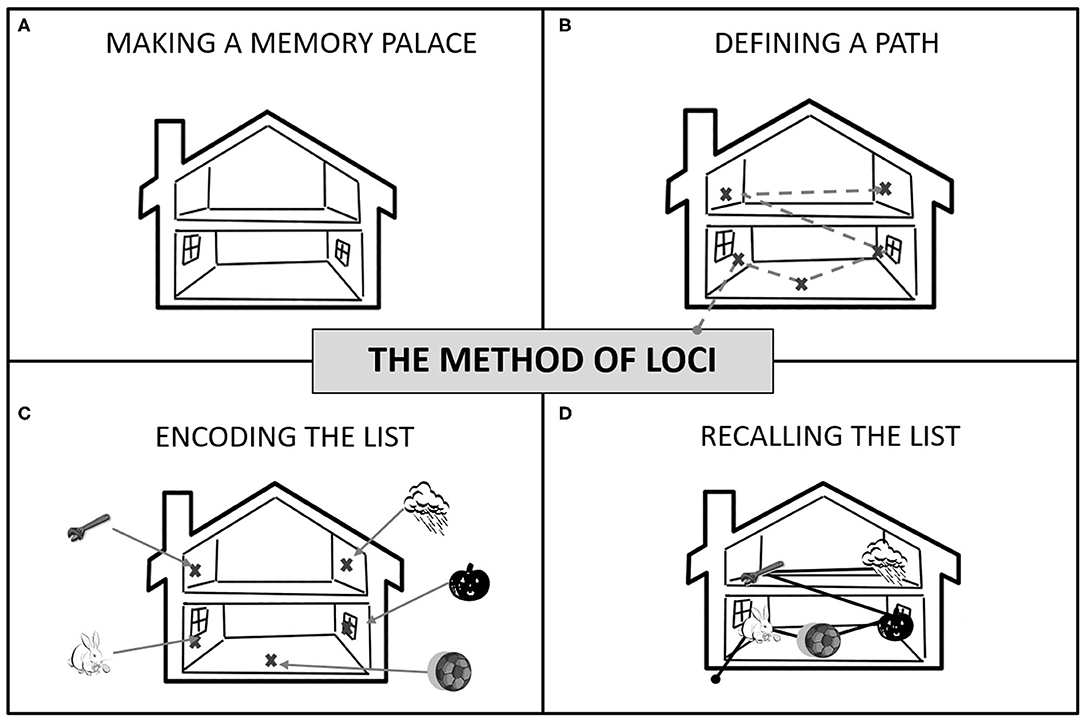 A
MAKING A MEMORY PALACE
B
DEFINING A PATH
THE METHOD OF LOCI
C
ENCODING THE LIST
D
RECALLING THE LIST